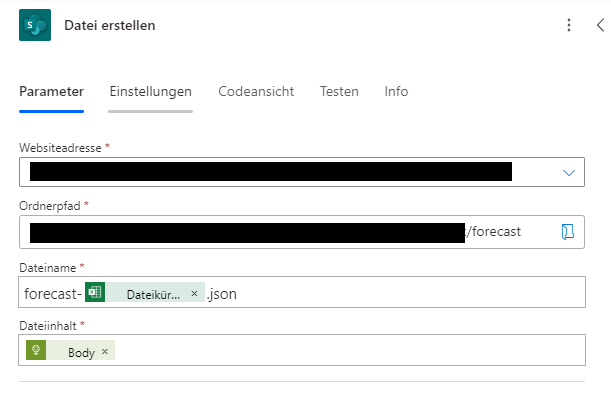 S
Datei erstellen
Parameter Einstellungen Codeansicht Testen Info
Websiteadresse *
Ordnerpfad *
/forecast
Dateiname *
forecast- Dateikür... × .json
Dateiinhalt *
Body ×